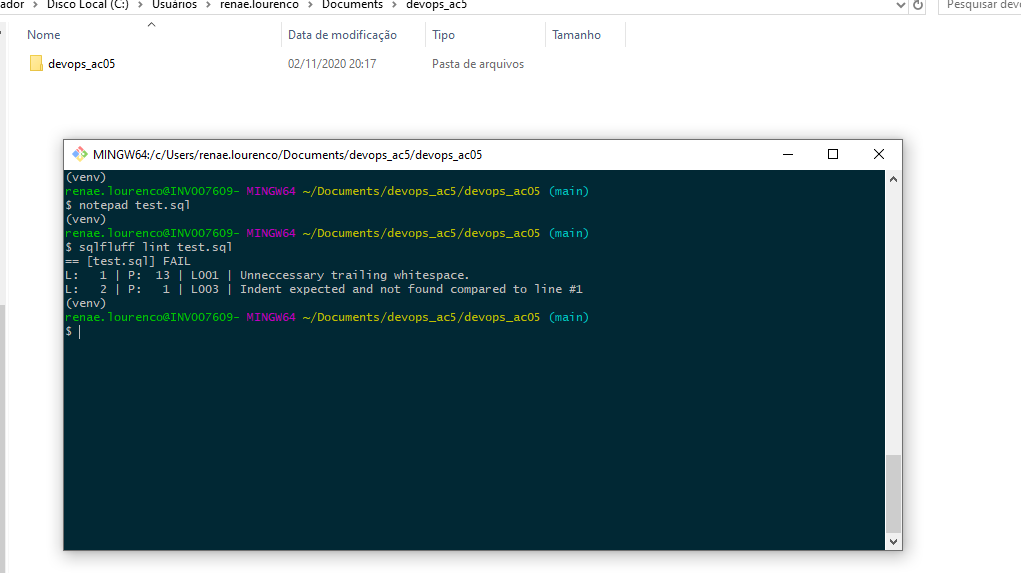 ador > Disco Local (C:) > Usuários > renae.lourenco > Documents > devops_ac5
Pesquisar devo
Nome Data de modificação Tipo Tamanho
devops_ac05 02/11/2020 20:17 Pasta de arquivos
MINGW64:/c/Users/renae.lourenco/Documents/devops_ac5/devops_ac05
(venv)
renae.lourenco@INV007609- MINGW64 ~/Documents/devops_ac5/devops_ac05 (main)
$ notepad test.sql
(venv)
renae.lourenco@INV007609- MINGW64 ~/Documents/devops_ac5/devops_ac05 (main)
$ sqlfluff lint test.sql
== [test.sql] FAIL
L:   1 | P:  13 | L001 | Unneccessary trailing whitespace.
L:   2 | P:   1 | L003 | Indent expected and not found compared to line #1
(venv)
renae.lourenco@INV007609- MINGW64 ~/Documents/devops_ac5/devops_ac05 (main)
$